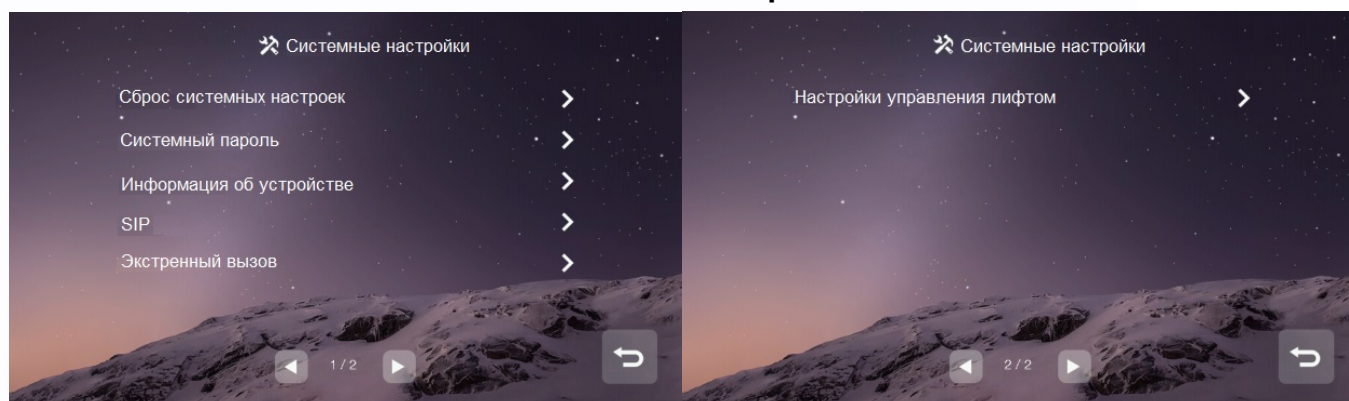 Системные настройки
Сброс системных настроек
Системный пароль
Информация об устройстве
SIP
Экстренный вызов
1/2
Системные настройки
Настройки управления лифтом
2/2